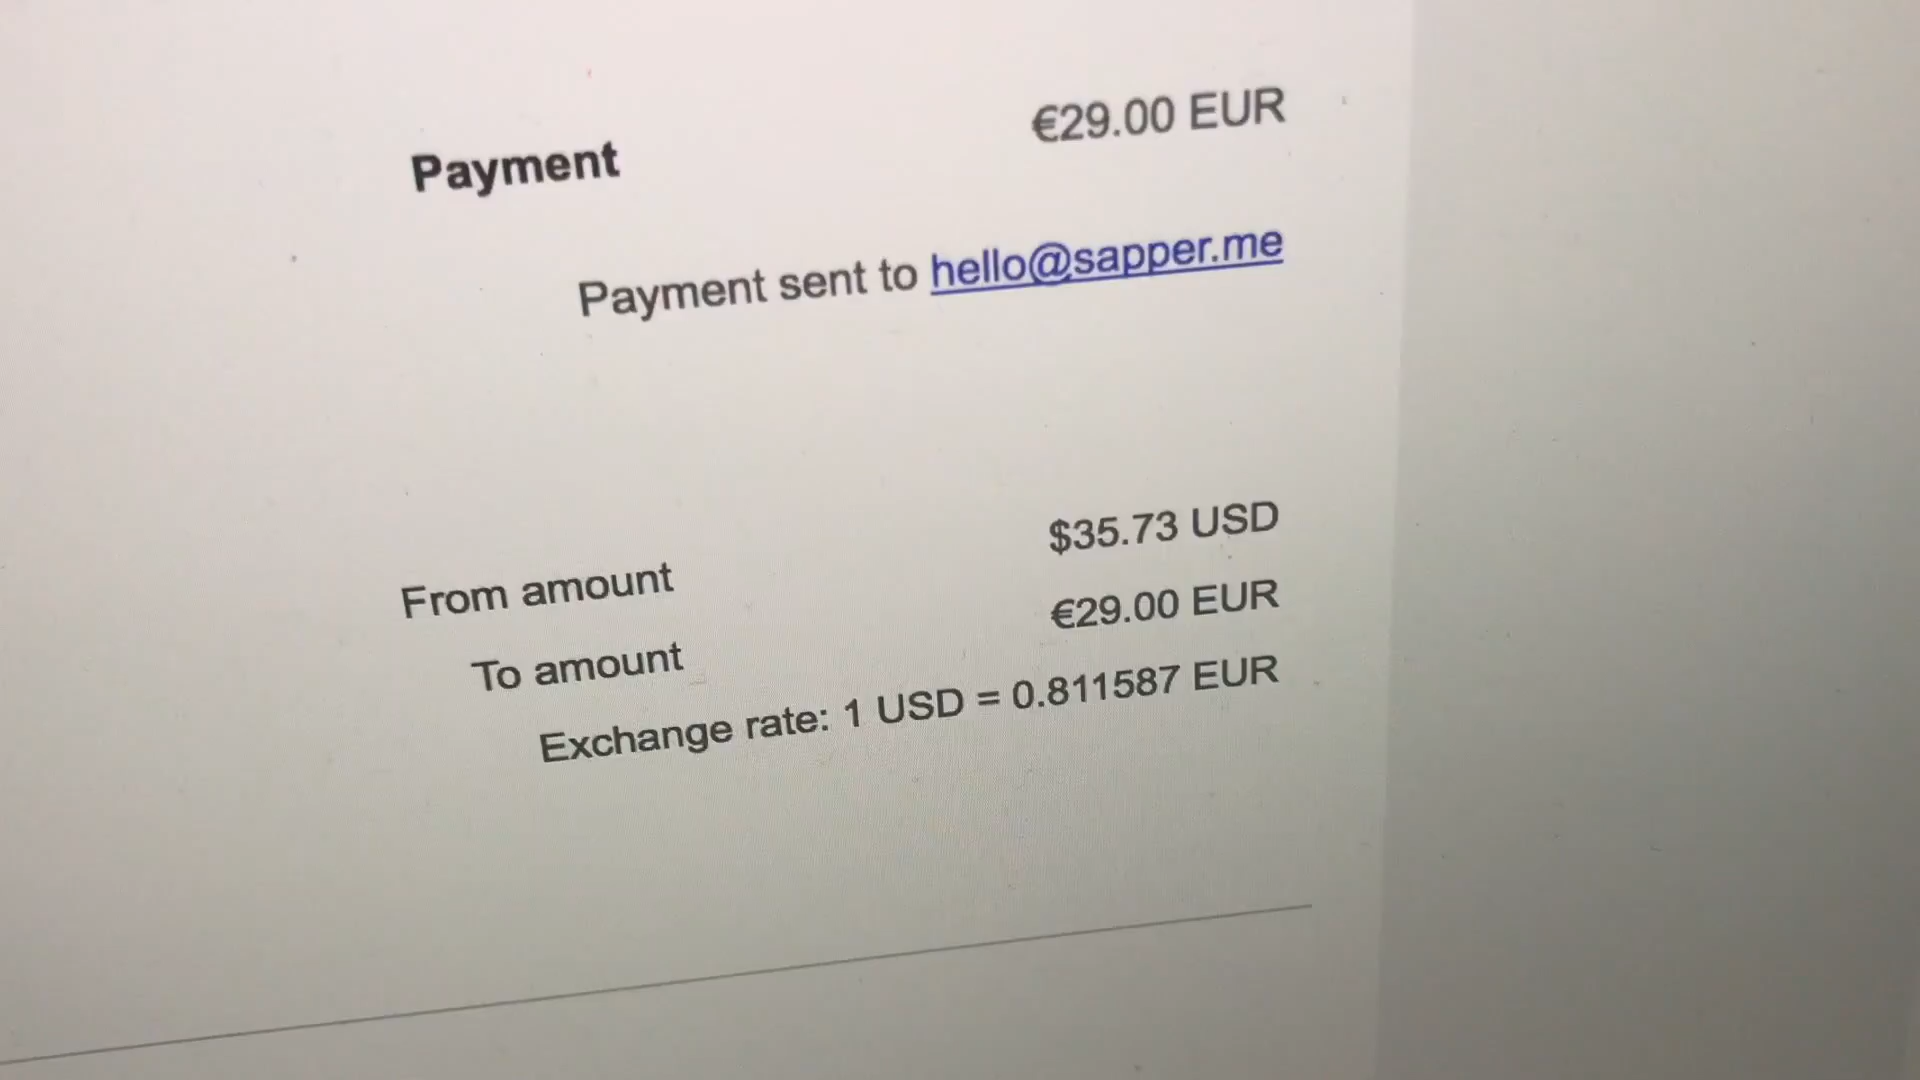 Payment €29.00 EUR
Payment sent to hello@sapper.me
From amount $35.73 USD
To amount €29.00 EUR
Exchange rate: 1 USD = 0.811587 EUR